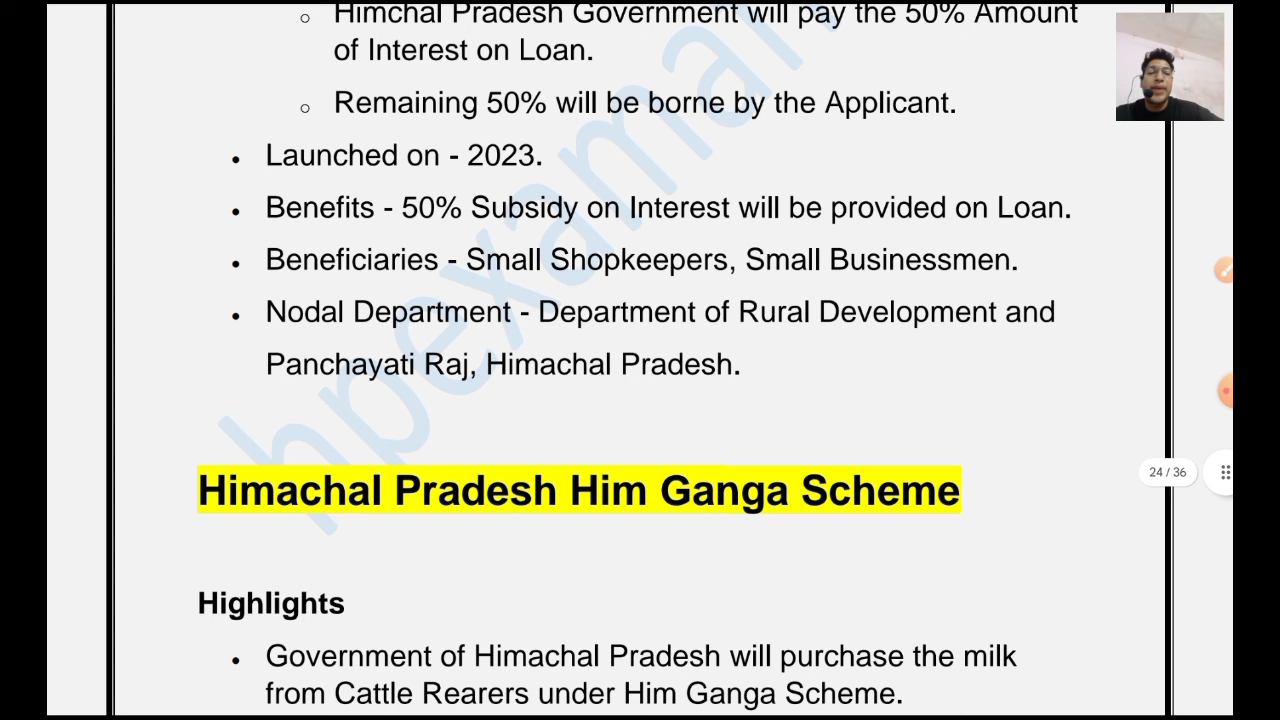 Himchal Pradesh Government will pay the 50% Amount
of Interest on Loan.
Remaining 50% will be borne by the Applicant.
Launched on - 2023.
Benefits - 50% Subsidy on Interest will be provided on Loan.
Beneficiaries - Small Shopkeepers, Small Businessmen.
Nodal Department - Department of Rural Development and
Panchayati Raj, Himachal Pradesh.
24 / 36
Himachal Pradesh Him Ganga Scheme
Highlights
Government of Himachal Pradesh will purchase the milk
from Cattle Rearers under Him Ganga Scheme.